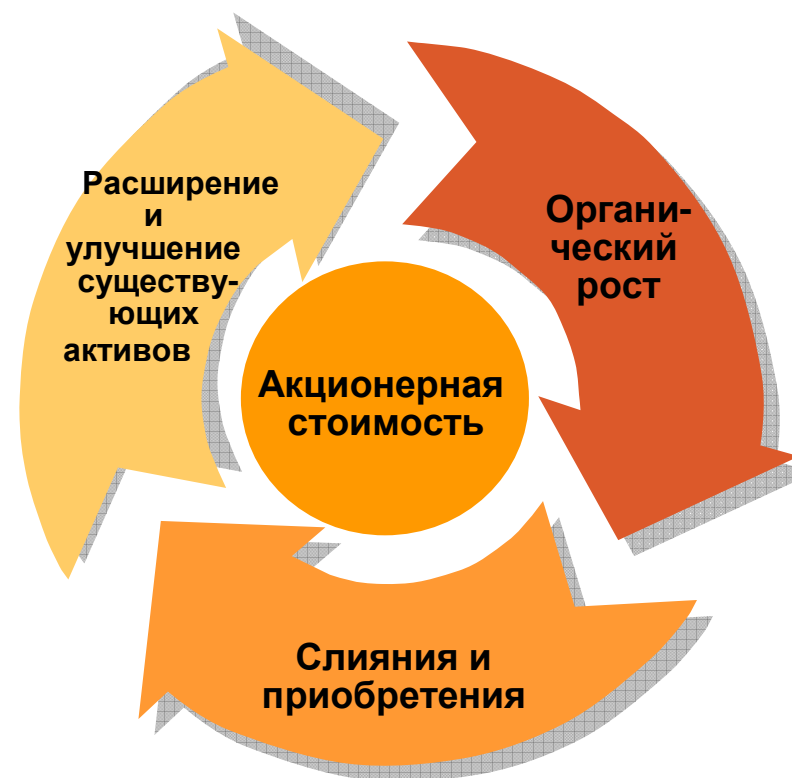 Расширение
и
улучшение
существу-
ющих
активов
Органи-
ческий
рост
Акционерная
стоимость
Слияния и
приобретения